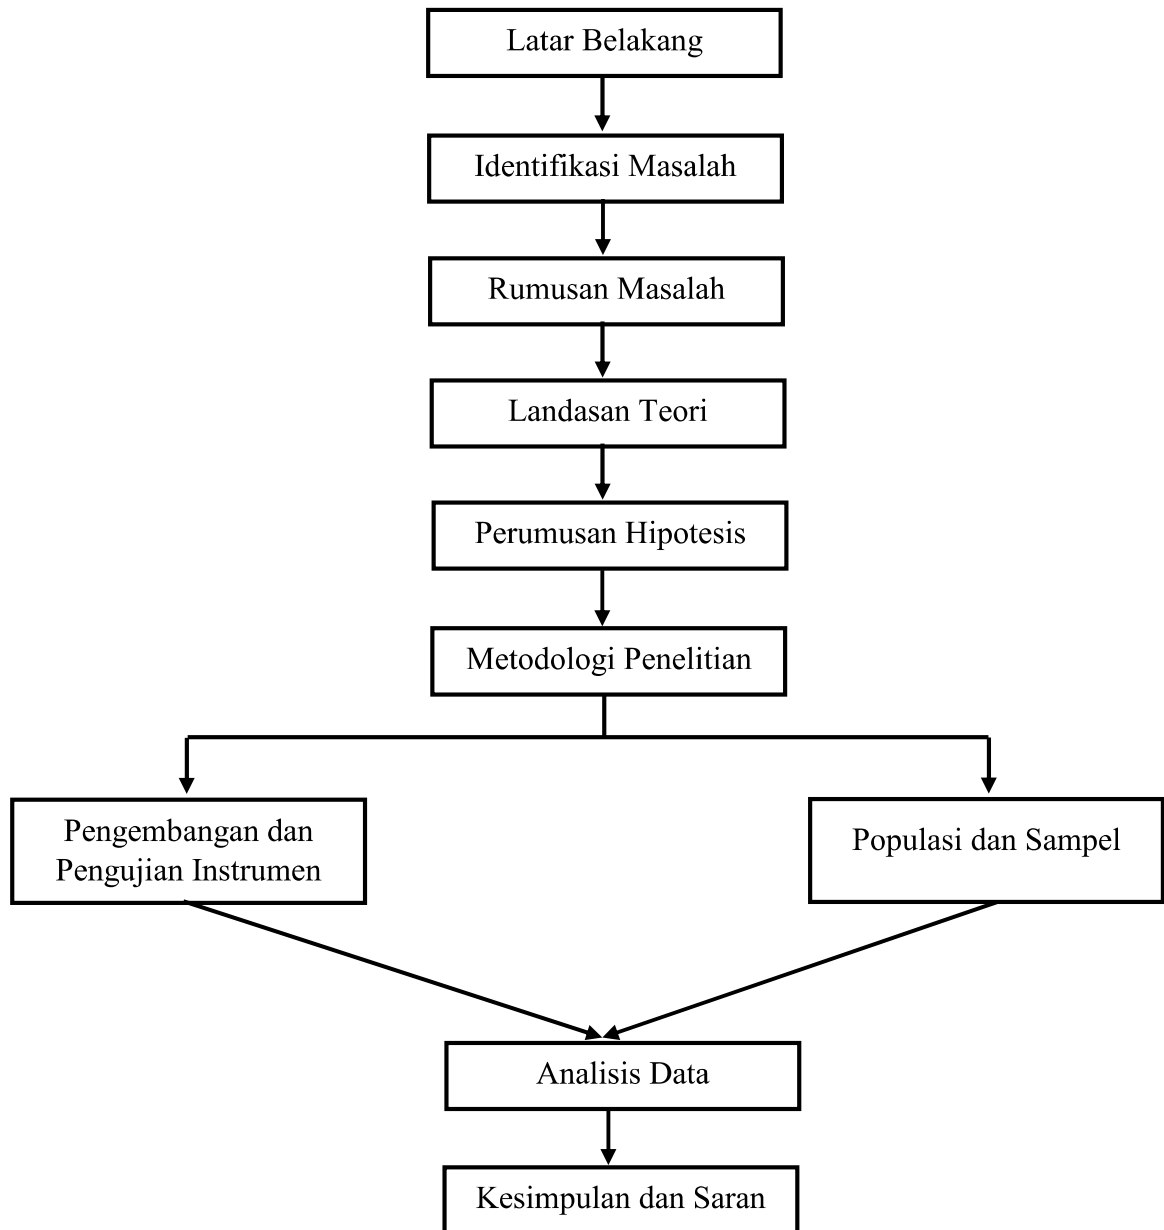 Latar Belakang
Identifikasi Masalah
Rumusan Masalah
Landasan Teori
Perumusan Hipotesis
Metodologi Penelitian
Pengembangan dan
Pengujian Instrumen
Populasi dan Sampel
Analisis Data
Kesimpulan dan Saran